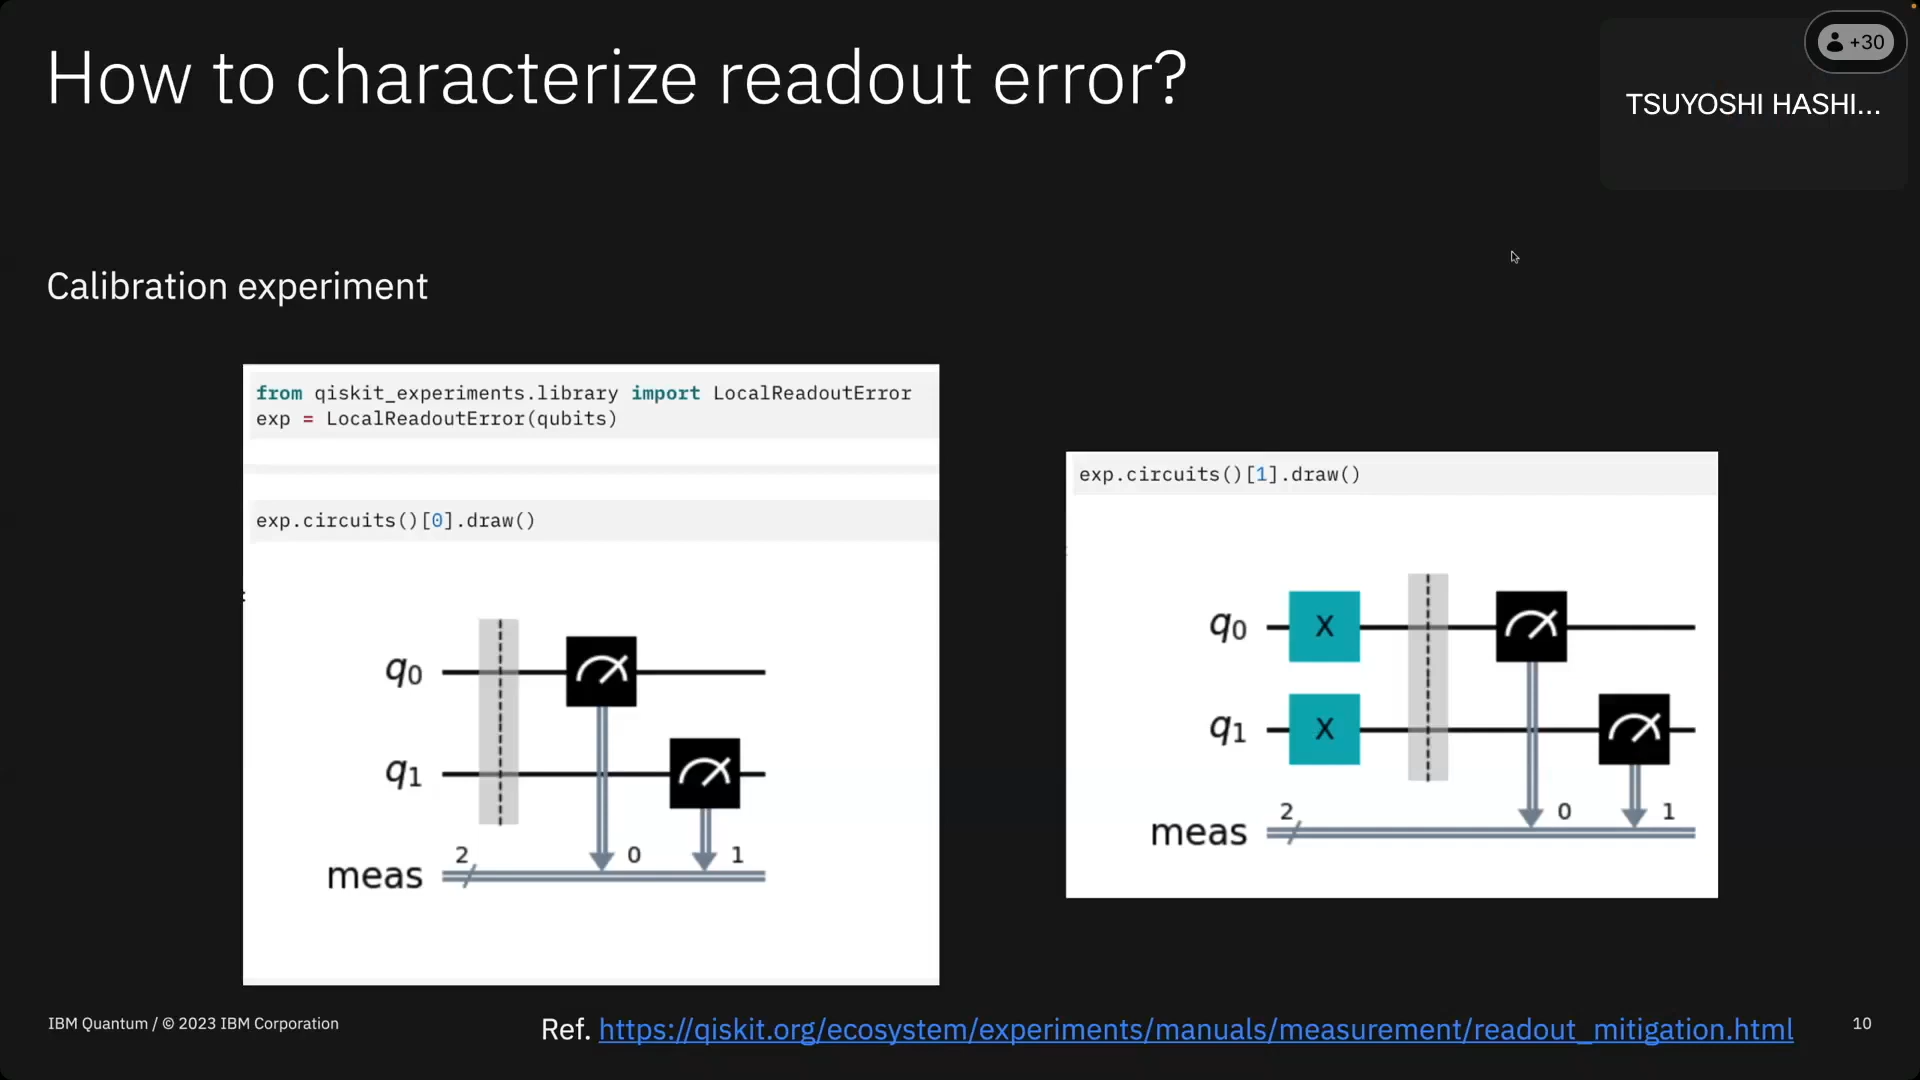 How to characterize readout error?
+30
TSUYOSHI HASHI...
Calibration experiment
from qiskit_experiments.library import LocalReadoutError
exp = LocalReadoutError(qubits)
exp.circuits()[0].draw()
q0
q1
2
0
1
meas
exp.circuits()[1].draw()
q0
X
q1
X
2
0
1
meas
IBM Quantum / © 2023 IBM Corporation
Ref. https://qiskit.org/ecosystem/experiments/manuals/measurement/readout_mitigation.html
10